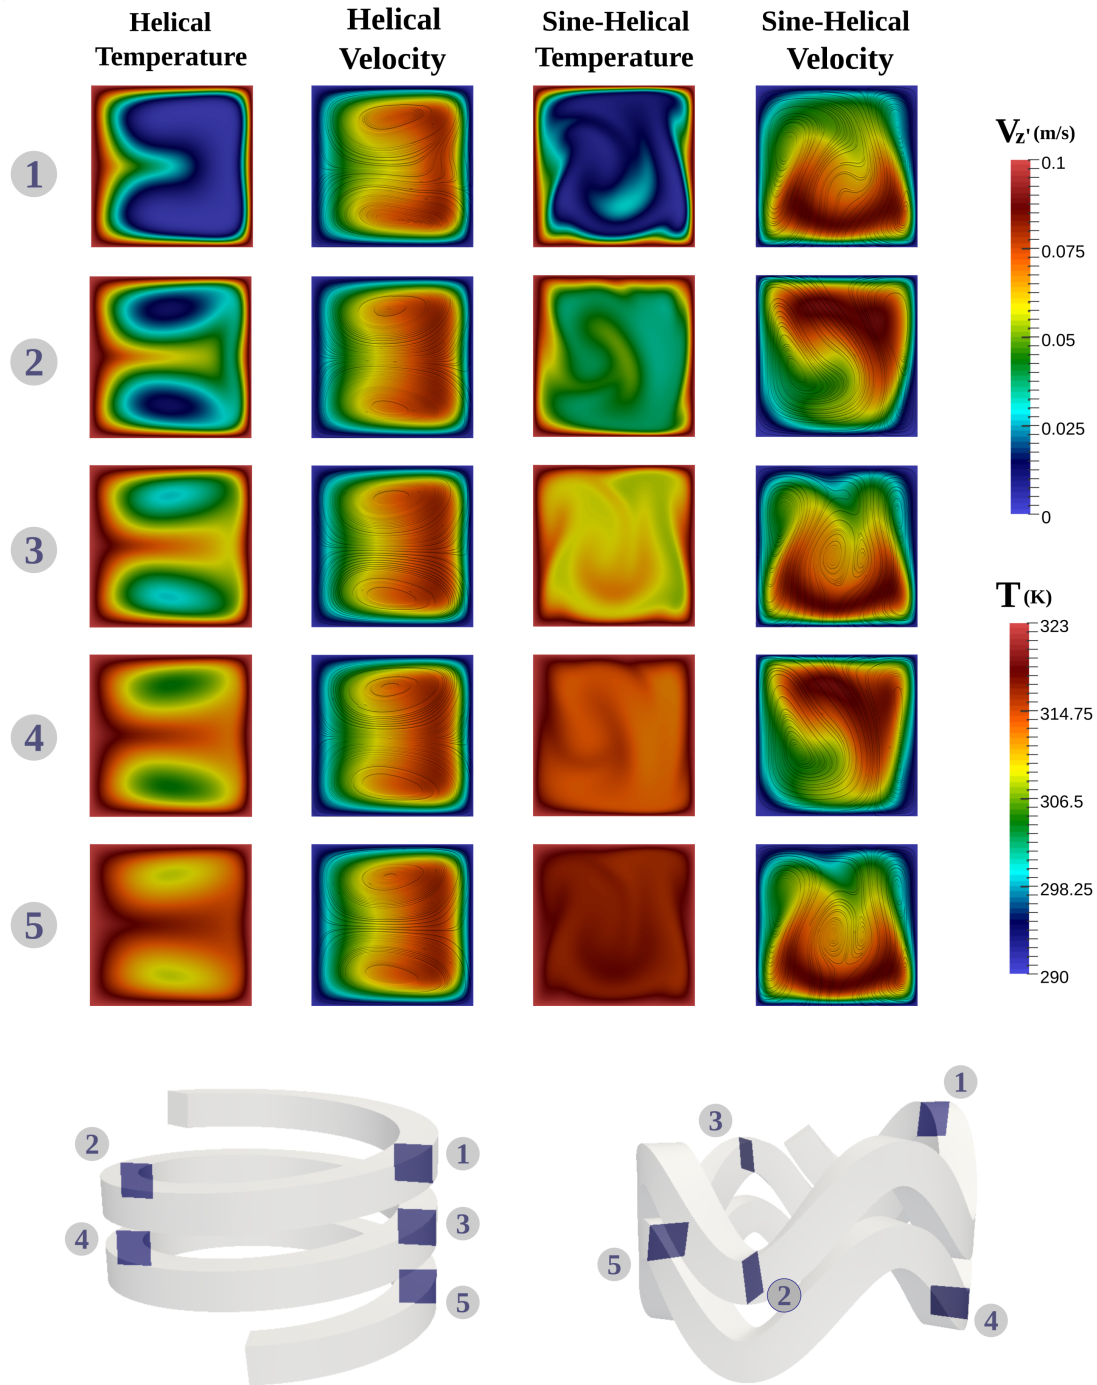 Helical
Temperature
Helical
Velocity
Sine-Helical
Temperature
Sine-Helical
Velocity
1
2
3
4
5
Vz' (m/s)
0.1
0.075
0.05
0.025
0
T (K)
323
314.75
306.5
298.25
290
2
4
1
3
5
3
1
5
2
4